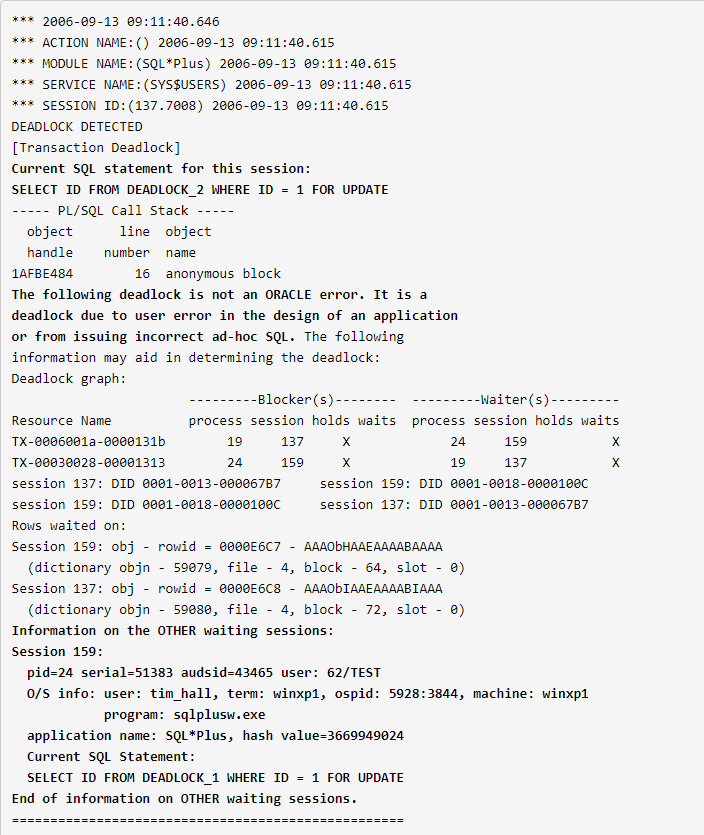 *** 2006-09-13 09:11:40.646
*** ACTION NAME:() 2006-09-13 09:11:40.615
*** MODULE NAME:(SQL*Plus) 2006-09-13 09:11:40.615
*** SERVICE NAME:(SYS$USERS) 2006-09-13 09:11:40.615
*** SESSION ID:(137.7008) 2006-09-13 09:11:40.615
DEADLOCK DETECTED
[Transaction Deadlock]
Current SQL statement for this session:
SELECT ID FROM DEADLOCK_2 WHERE ID = 1 FOR UPDATE
----- PL/SQL Call Stack -----
  object      line  object
  handle    number  name
1AFBE484        16  anonymous block
The following deadlock is not an ORACLE error. It is a
deadlock due to user error in the design of an application
or from issuing incorrect ad-hoc SQL. The following
information may aid in determining the deadlock:
Deadlock graph:
                       ---------Blocker(s)--------  ---------Waiter(s)---------
Resource Name          process session holds waits  process session holds waits
TX-0006001a-0000131b        19     137     X             24     159           X
TX-00030028-00001313        24     159     X             19     137           X
session 137: DID 0001-0013-000067B7     session 159: DID 0001-0018-0000100C
session 159: DID 0001-0018-0000100C     session 137: DID 0001-0013-000067B7
Rows waited on:
Session 159: obj - rowid = 0000E6C7 - AAAObHAAEAAAABAAAA
  (dictionary objn - 59079, file - 4, block - 64, slot - 0)
Session 137: obj - rowid = 0000E6C8 - AAAObIAAEAAAABIAAA
  (dictionary objn - 59080, file - 4, block - 72, slot - 0)
Information on the OTHER waiting sessions:
Session 159:
  pid=24 serial=51383 audsid=43465 user: 62/TEST
  O/S info: user: tim_hall, term: winxp1, ospid: 5928:3844, machine: winxp1
            program: sqlplusw.exe
  application name: SQL*Plus, hash value=3669949024
  Current SQL Statement:
  SELECT ID FROM DEADLOCK_1 WHERE ID = 1 FOR UPDATE
End of information on OTHER waiting sessions.
===================================================